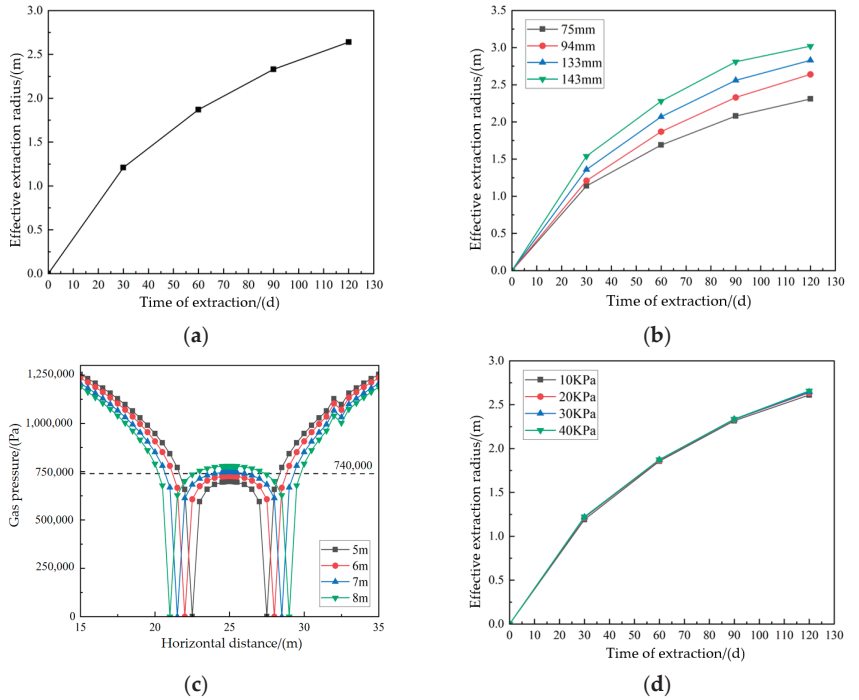 3.0
2.5
2.0
1.5
1.0
0.5
0.0
Effective extraction radius/(m)
0 10 20 30 40 50 60 70 80 90 100 110 120 130
Time of extraction/(d)
(a)
3.5
3.0
2.5
2.0
1.5
1.0
0.5
0.0
Effective extraction radius/(m)
75mm
94mm
133mm
143mm
0 10 20 30 40 50 60 70 80 90 100 110 120 130
Time of extraction/(d)
(b)
1,250,000
1,000,000
750,000
500,000
250,000
0
Gas pressure/(Pa)
740,000
5m
6m
7m
8m
15 20 25 30 35
Horizontal distance/(m)
(c)
3.0
2.5
2.0
1.5
1.0
0.5
0.0
Effective extraction radius/(m)
10KPa
20KPa
30KPa
40KPa
0 10 20 30 40 50 60 70 80 90 100 110 120 130
Time of extraction/(d)
(d)